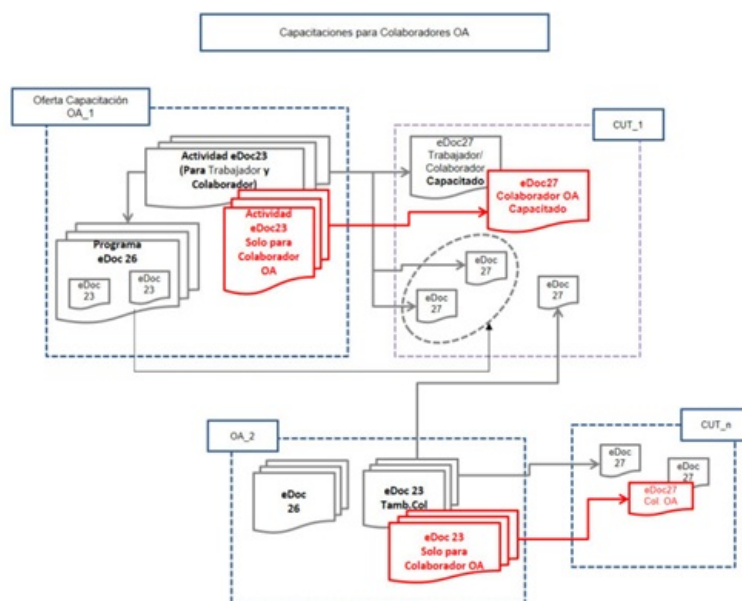 Capacitaciones para Colaboradores OA
Oferta Capacitación
OA_1
CUT_1
Actividad eDoc23
(Para Trabajador y
Colaborador)
eDoc27
Trabajador/
Colaborador
Capacitado
eDoc27
Colaborador OA
Capacitado
Actividad
eDoc23
Solo para
Colaborador
OA
Programa
eDoc 26
eDoc
23
eDoc
23
eDoc
27
eDoc
27
eDoc
27
OA_2
CUT_n
eDoc
26
eDoc 23
Tamb.Col
eDoc 23
Solo para
Colaborador OA
eDoc
27
eDoc
27
eDoc27
Col. OA